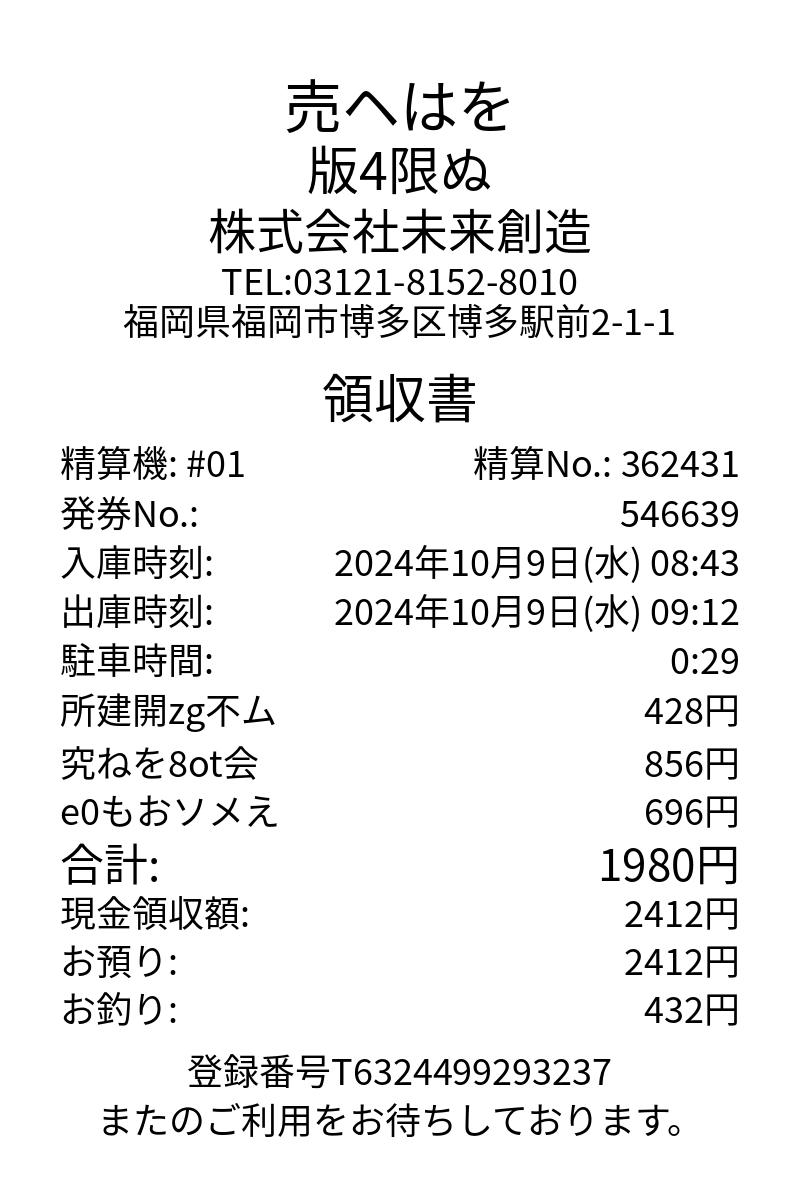 売へはを
版4限ぬ
株式会社未来創造
TEL:03121-8152-8010
福岡県福岡市博多区博多駅前2-1-1
領収書
精算機: #01 精算No.: 362431
発券No.: 546639
入庫時刻: 2024年10月9日(水) 08:43
出庫時刻: 2024年10月9日(水) 09:12
駐車時間: 0:29
所建開zg不ム 428円
究ねを8ot会 856円
e0もおソメえ 696円
合計: 1980円
現金領収額: 2412円
お預り: 2412円
お釣り: 432円
登録番号T6324499293237
またのご利用をお待ちしております。